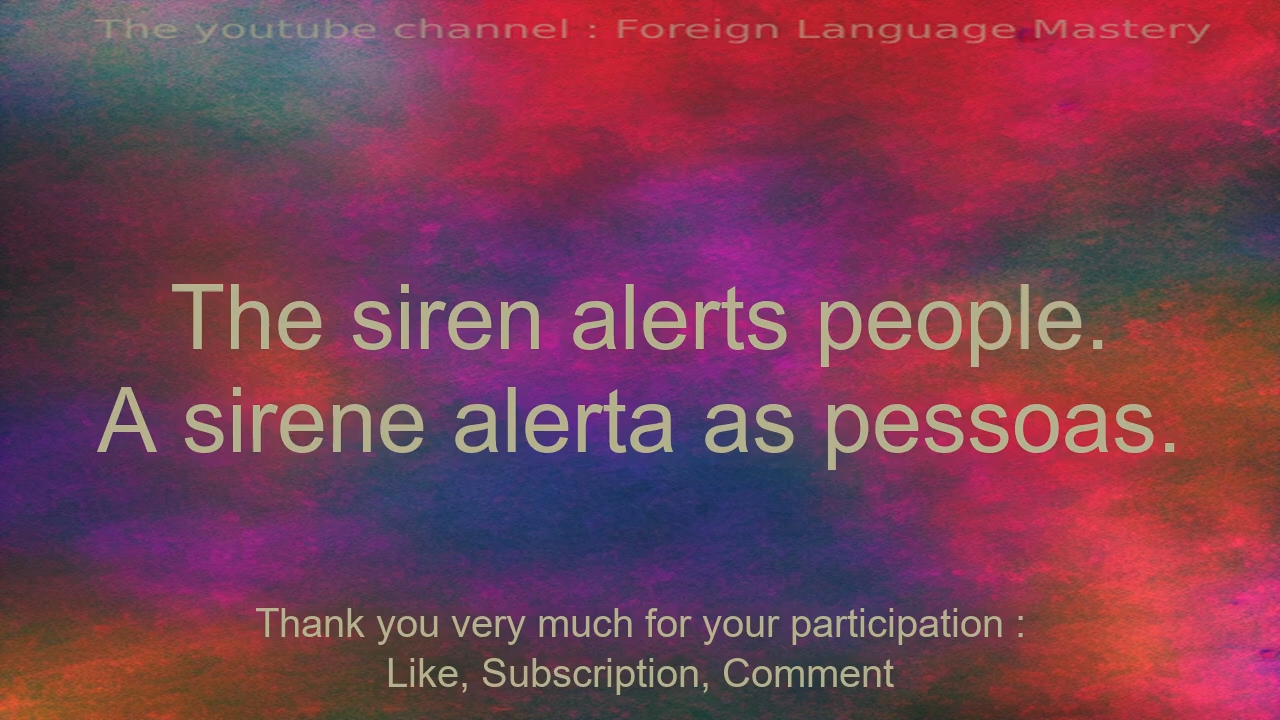 The youtube channel : Foreign Language Mastery
The siren alerts people.
A sirene alerta as pessoas.
Thank you very much for your participation :
Like, Subscription, Comment